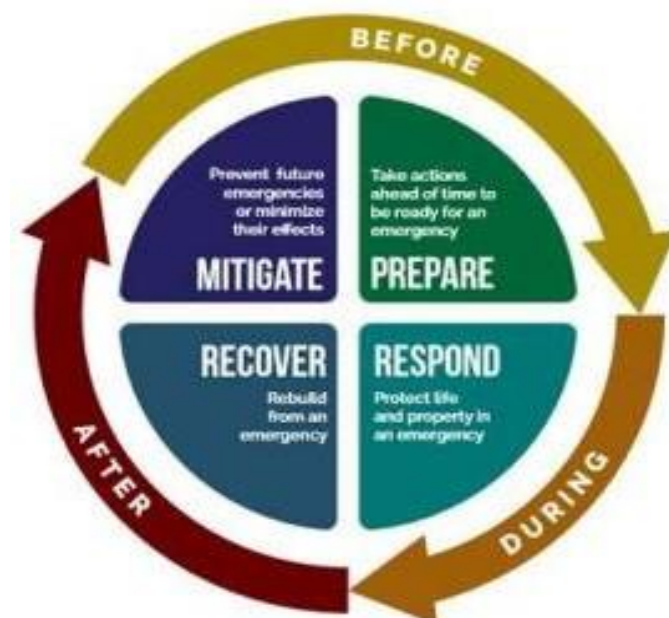 BEFORE
Prevent future
emergencies
or minimize
their effects
MITIGATE
Take actions
ahead of time to
be ready for an
emergency
PREPARE
RECOVER
Rebuild
from an
emergency
RESPOND
Protect life
and property in
an emergency
AFTER
DURING